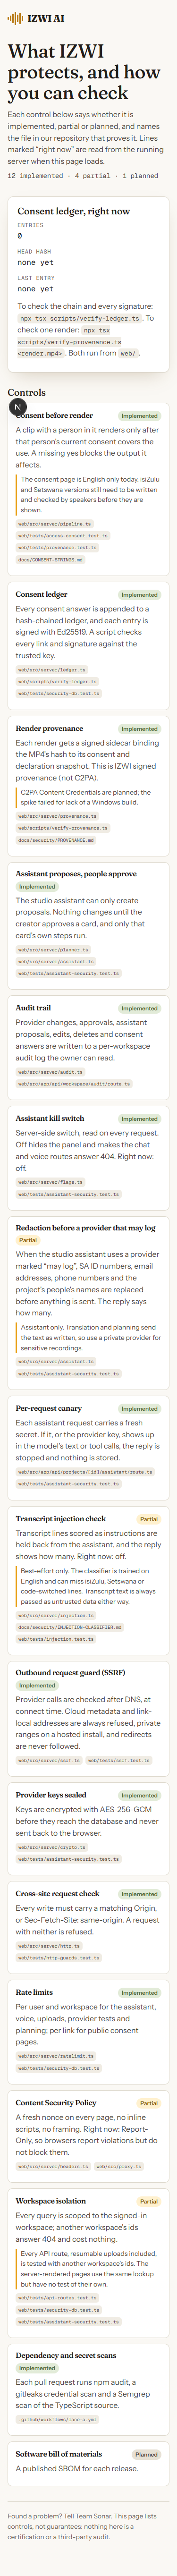 IZWI AI
What IZWI
protects, and how
you can check
Each control below says whether it is
implemented, partial or planned, and names
the file in our repository that proves it. Lines
marked "right now" are read from the running
server when this page loads.
12 implemented · 4 partial · 1 planned
Consent ledger, right now
ENTRIES
0
HEAD HASH
none yet
LAST ENTRY
none yet
To check the chain and every signature:
npx tsx scripts/verify-ledger.ts . To
check one render: npx tsx
scripts/verify-provenance.ts
<render.mp4> . Both run from web/ .
Controls
N
Consent before render Implemented
A clip with a person in it renders only after
that person's current consent covers the
use. A missing yes blocks the output it
affects.
The consent page is English only today. isiZulu
and Setswana versions still need to be written
and checked by speakers before they are
shown.
web/src/server/pipeline.ts
web/tests/access-consent.test.ts
web/tests/provenance.test.ts
docs/CONSENT-STRINGS.md
Consent ledger Implemented
Every consent answer is appended to a
hash-chained ledger, and each entry is
signed with Ed25519. A script checks
every link and signature against the
trusted key.
web/src/server/ledger.ts
web/scripts/verify-ledger.ts
web/tests/security-db.test.ts
Render provenance Implemented
Each render gets a signed sidecar binding
the MP4's hash to its consent and
declaration snapshot. This is IZWI signed
provenance (not C2PA).
C2PA Content Credentials are planned; the
spike failed for lack of a Windows build.
web/src/server/provenance.ts
web/scripts/verify-provenance.ts
docs/security/PROVENANCE.md
Assistant proposes, people approve
Implemented
The studio assistant can only create
proposals. Nothing changes until the
creator approves a card, and only that
card's own steps run.
web/src/server/planner.ts
web/src/server/assistant.ts
web/tests/assistant-security.test.ts
Audit trail Implemented
Provider changes, approvals, assistant
proposals, edits, deletes and consent
answers are written to a per-workspace
audit log the owner can read.
web/src/server/audit.ts
web/src/app/api/workspace/audit/route.ts
Assistant kill switch Implemented
Server-side switch, read on every request.
Off hides the panel and makes the chat
and voice routes answer 404. Right now:
off.
web/src/server/flags.ts
web/tests/assistant-security.test.ts
Redaction before a provider that may log
Partial
When the studio assistant uses a provider
marked "may log", SA ID numbers, email
addresses, phone numbers and the
project's people's names are replaced
before anything is sent. The reply says
how many.
Assistant only. Translation and planning send
the text as written, so use a private provider for
sensitive recordings.
web/src/server/assistant.ts
web/tests/assistant-security.test.ts
Per-request canary Implemented
Each assistant request carries a fresh
secret. If it, or the provider key, shows up
in the model's text or tool calls, the reply is
stopped and nothing is stored.
web/src/app/api/projects/[id]/assistant/route.ts
web/tests/assistant-security.test.ts
Transcript injection check Partial
Transcript lines scored as instructions are
held back from the assistant, and the reply
shows how many. Right now: off.
Best-effort only. The classifier is trained on
English and can miss isiZulu, Setswana or
code-switched lines. Transcript text is always
passed as untrusted data either way.
web/src/server/injection.ts
docs/security/INJECTION-CLASSIFIER.md
web/tests/injection.test.ts
Outbound request guard (SSRF)
Implemented
Provider calls are checked after DNS, at
connect time. Cloud metadata and link-
local addresses are always refused, private
ranges on a hosted install, and redirects
are never followed.
web/src/server/ssrf.ts web/tests/ssrf.test.ts
Provider keys sealed Implemented
Keys are encrypted with AES-256-GCM
before they reach the database and never
sent back to the browser.
web/src/server/crypto.ts
web/tests/assistant-security.test.ts
Cross-site request check Implemented
Every write must carry a matching Origin,
or Sec-Fetch-Site: same-origin. A request
with neither is refused.
web/src/server/http.ts
web/tests/http-guards.test.ts
Rate limits Implemented
Per user and workspace for the assistant,
voice, uploads, provider tests and
planning; per link for public consent
pages.
web/src/server/ratelimit.ts
web/tests/security-db.test.ts
Content Security Policy Partial
A fresh nonce on every page, no inline
scripts, no framing. Right now: Report-
Only, so browsers report violations but do
not block them.
web/src/server/headers.ts web/src/proxy.ts
Workspace isolation Partial
Every query is scoped to the signed-in
workspace; another workspace's ids
answer 404 and cost nothing.
Every API route, resumable uploads included,
is tested with another workspace's ids. The
server-rendered pages use the same lookup
but have no test of their own.
web/tests/api-routes.test.ts
web/tests/security-db.test.ts
web/tests/assistant-security.test.ts
Dependency and secret scans
Implemented
Each pull request runs npm audit, a
gitleaks credential scan and a Semgrep
scan of the TypeScript source.
.github/workflows/lane-a.yml
Software bill of materials Planned
A published SBOM for each release.
Found a problem? Tell Team Sonar. This page lists
controls, not guarantees: nothing here is a
certification or a third-party audit.